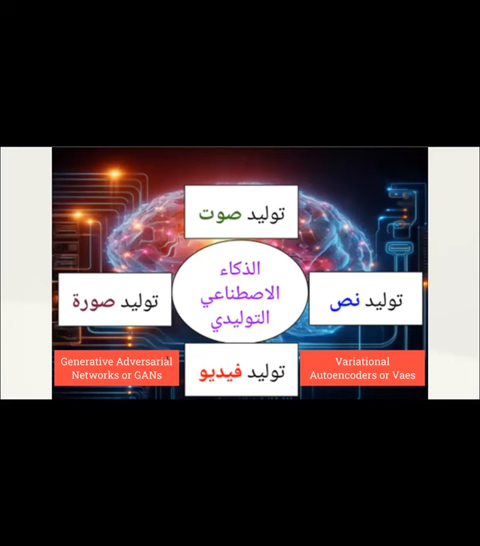 توليد صوت
الذكاء
الاصطناعي
التوليدي
توليد نص
توليد صورة
توليد فيديو
Generative Adversarial
Networks or GANs
Variational
Autoencoders or Vaes